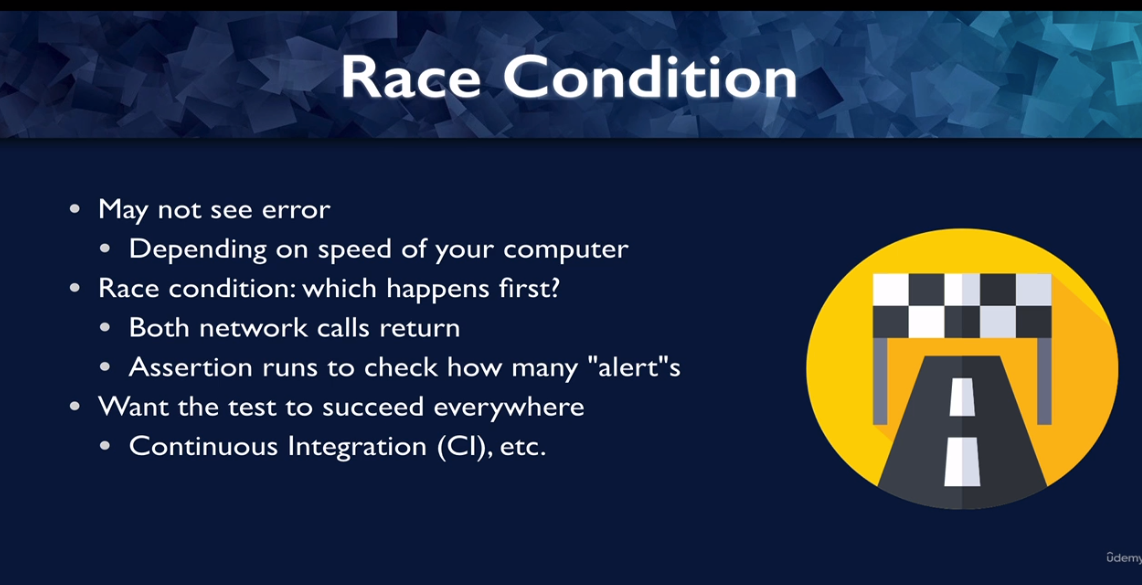 Race Condition
• May not see error
• Depending on speed of your computer
• Race condition: which happens first?
• Both network calls return
• Assertion runs to check how many "alert"s
• Want the test to succeed everywhere
• Continuous Integration (CI), etc.
ûdemy